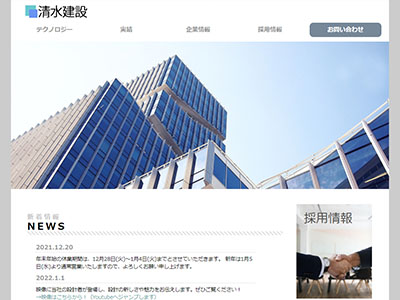 清水建設
テクノロジー 実績 企業情報 採用情報 お問い合わせ
新着情報
NEWS
採用情報
2021.12.20
年末年始の休業期間は、12月28日(火)～1月4日(火)までとさせていただきます。 新年は1月5
日(水)より通常営業いたしますので、よろしくお願い申し上げます。
2022.1.1
映像に当社の設計者が登場し、設計の新しさや魅力をお伝えします。ぜひご覧ください！
→映像はこちらから！（Youtubeへジャンプします）